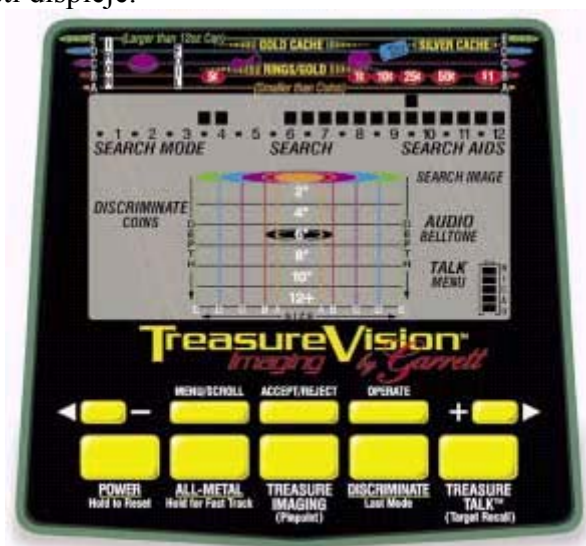 ti displeje.
(Larger than 12oz Can)
GOLD CACHE
SILVER CACHE
RINGS/GOLD
5¢ 1¢ 10¢ 25¢ 50¢ $1
(Smaller than Coins)
• 1 • 2 • 3 • 4 • 5 • 6 • 7 • 8 • 9 • 10 • 11 • 12
SEARCH MODE SEARCH SEARCH AIDS
SEARCH IMAGE
2"
DISCRIMINATE
COINS
4"
AUDIO
BELLTONE
6"
DEPTH
8"
TALK
MENU
10"
12+
E D C B A A B C D E
SIZE
TreasureVision™
Imaging by Garrett
MENU/SCROLL ACCEPT/REJECT OPERATE
− +
POWER
Hold to Reset
ALL-METAL
Hold for Fast Track
TREASURE
IMAGING
(Pinpoint)
DISCRIMINATE
Last Mode
TREASURE
TALK™
(Target Recall)